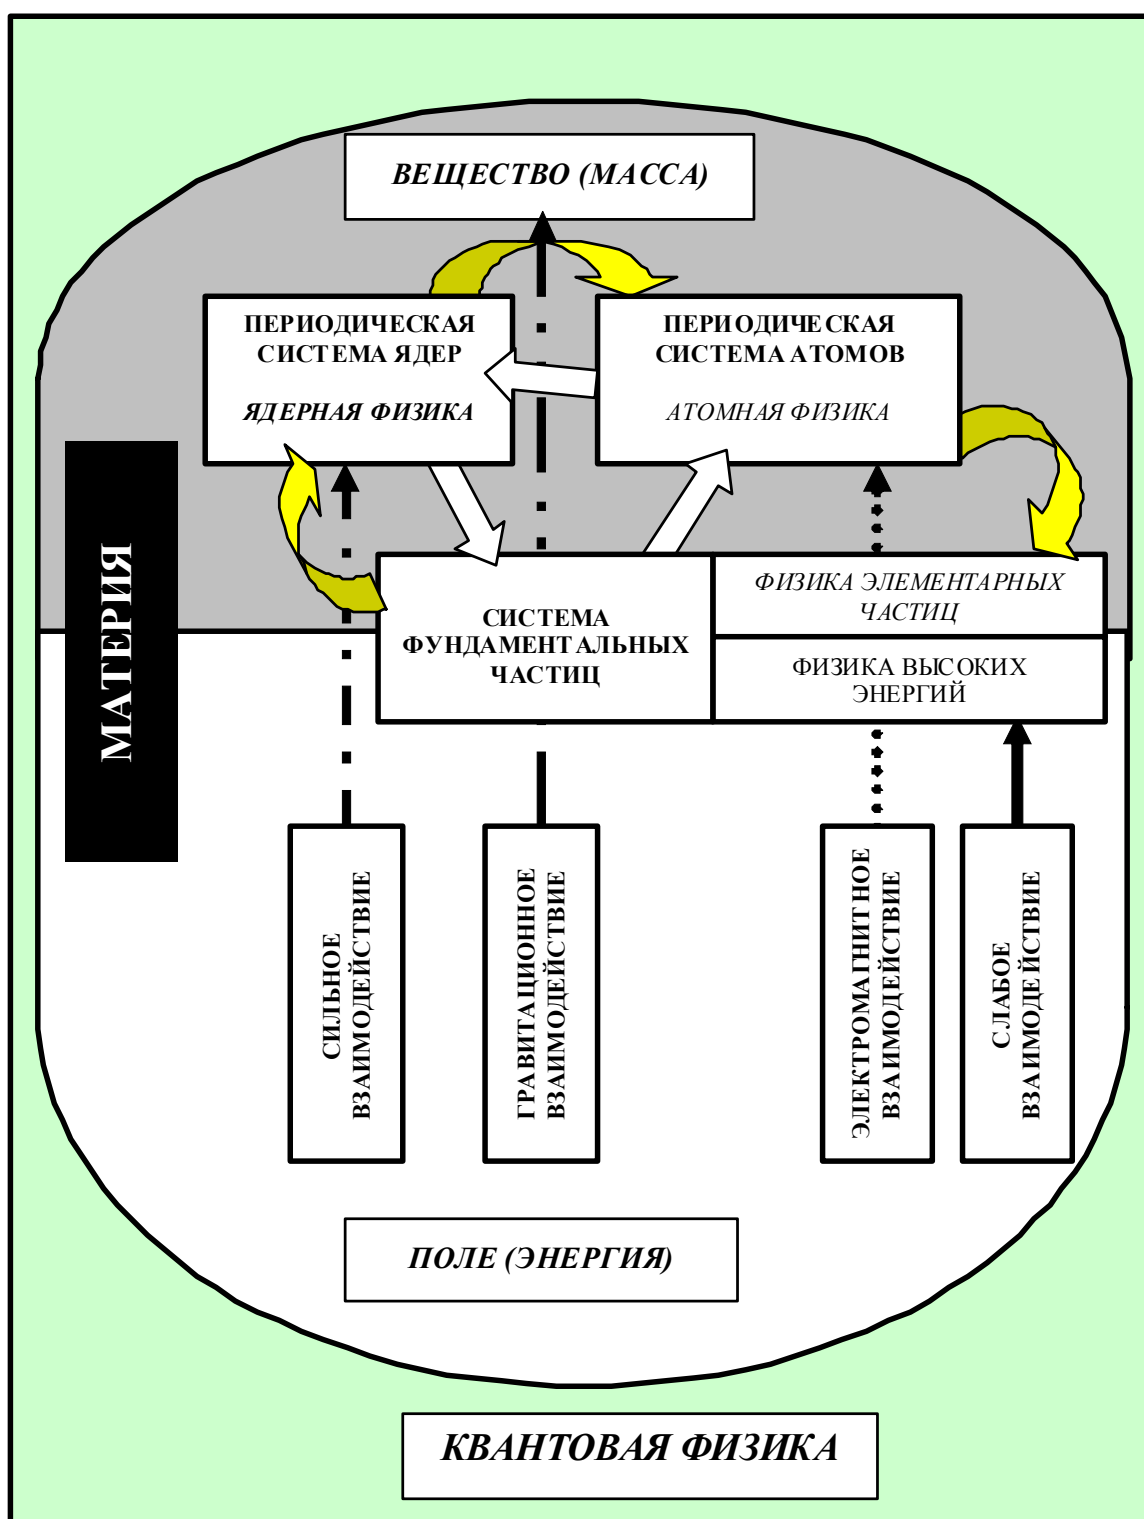 ВЕЩЕСТВО (МАССА)
ПЕРИОДИЧЕСКАЯ
СИСТЕМА ЯДЕР
ЯДЕРНАЯ ФИЗИКА
ПЕРИОДИЧЕСКАЯ
СИСТЕМА АТОМОВ
АТОМНАЯ ФИЗИКА
МАТЕРИЯ
СИСТЕМА
ФУНДАМЕНТАЛЬНЫХ
ЧАСТИЦ
ФИЗИКА ЭЛЕМЕНТАРНЫХ
ЧАСТИЦ
ФИЗИКА ВЫСОКИХ
ЭНЕРГИЙ
СИЛЬНОЕ
ВЗАИМОДЕЙСТВИЕ
ГРАВИТАЦИОННОЕ
ВЗАИМОДЕЙСТВИЕ
ЭЛЕКТРОМАГНИТНОЕ
ВЗАИМОДЕЙСТВИЕ
СЛАБОЕ
ВЗАИМОДЕЙСТВИЕ
ПОЛЕ (ЭНЕРГИЯ)
КВАНТОВАЯ ФИЗИКА